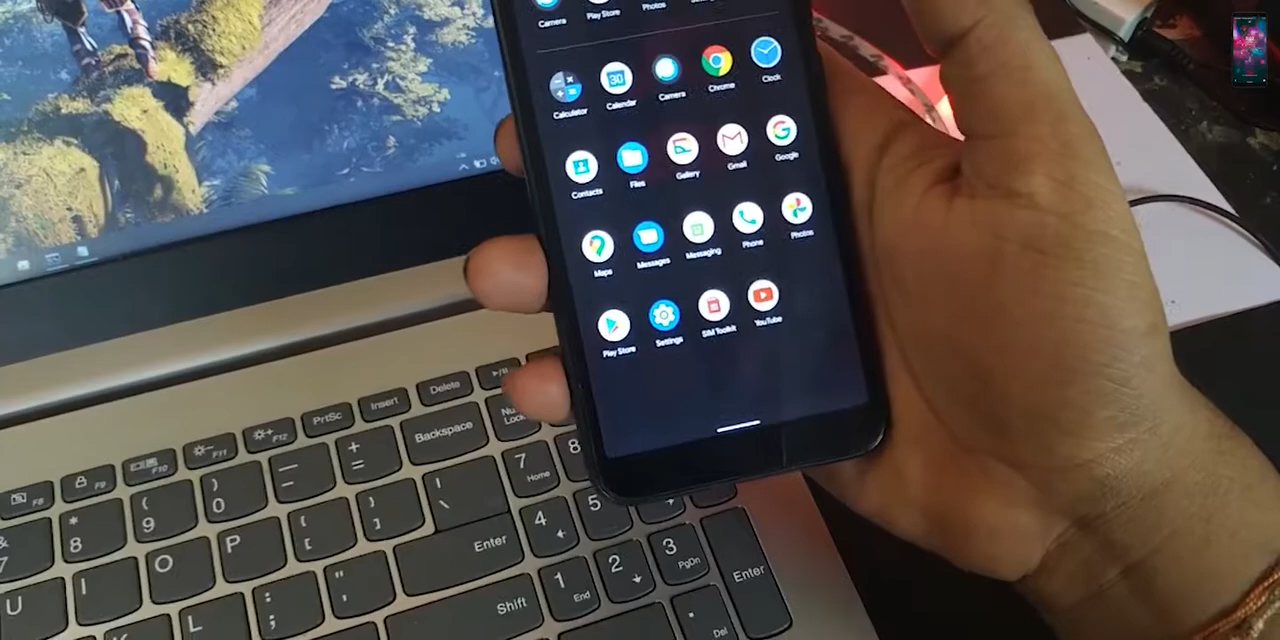 Camera
Play Store
Photos
Calculator
30
Calendar
Camera
Chrome
Clock
Contacts
Files
Gallery
Gmail
Google
Maps
Messages
Messaging
Phone
Photos
Play Store
Settings
SIM Toolkit
YouTube
F8
F9
F10
F11
F12
PrtSc
Insert
Delete
& 7
* 8
( 9
) 0
— -
+ =
Backspace
7 Home
8
U
I
O
P
{ [
} ]
| \
Enter
4
5
L
: ;
" '
Shift
1 End
2
3 PgDn
Enter
. Del